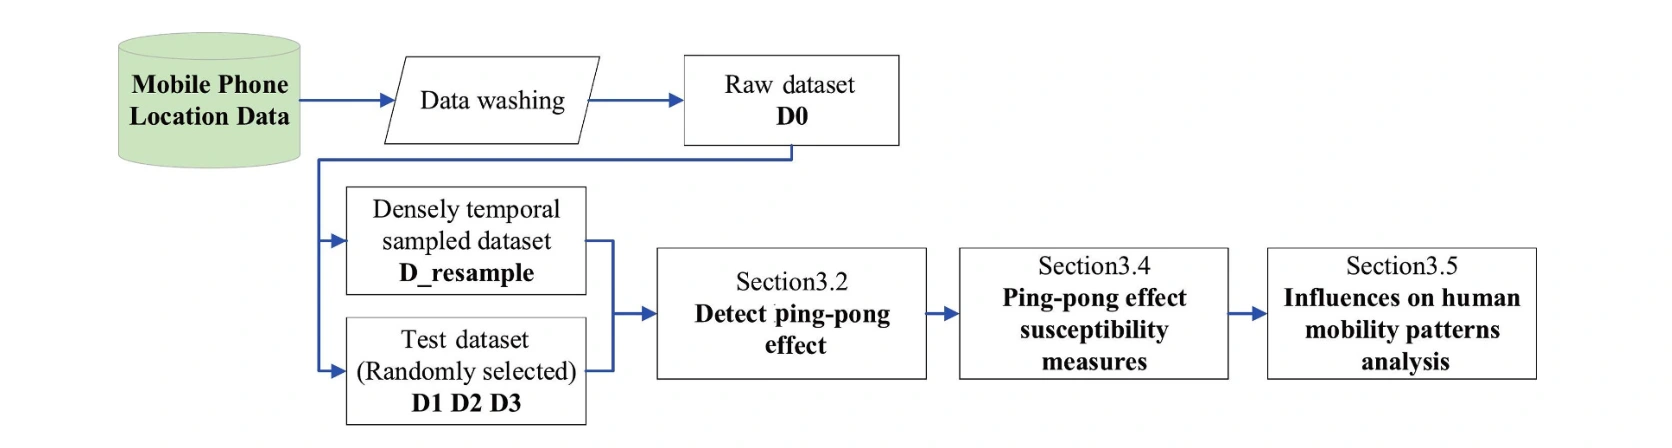 Mobile Phone
Location Data
Data washing
Raw dataset
D0
Densely temporal
sampled dataset
D_resample
Test dataset
(Randomly selected)
D1 D2 D3
Section3.2
Detect ping-pong
effect
Section3.4
Ping-pong effect
susceptibility
measures
Section3.5
Influences on human
mobility patterns
analysis